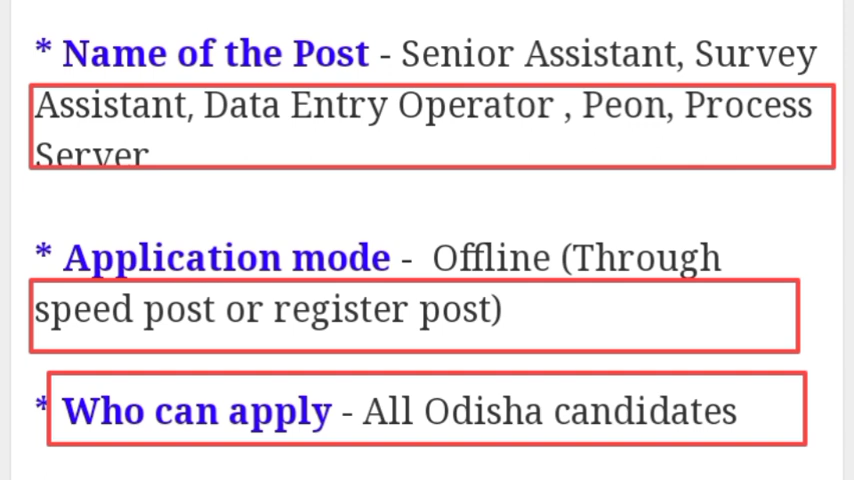 * Name of the Post - Senior Assistant, Survey
Assistant, Data Entry Operator , Peon, Process
Server
* Application mode - Offline (Through
speed post or register post)
* Who can apply - All Odisha candidates